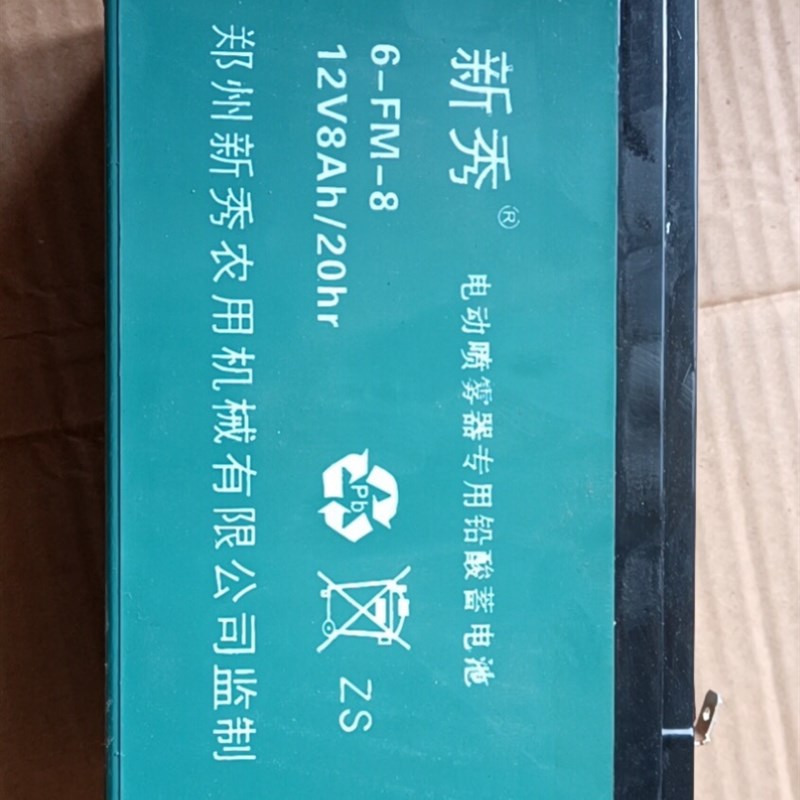 新秀®
电动喷雾器专用铅酸蓄电池
6-FM-8
12V8Ah/20hr
Pb
ZS
郑州新秀农用机械有限公司监制